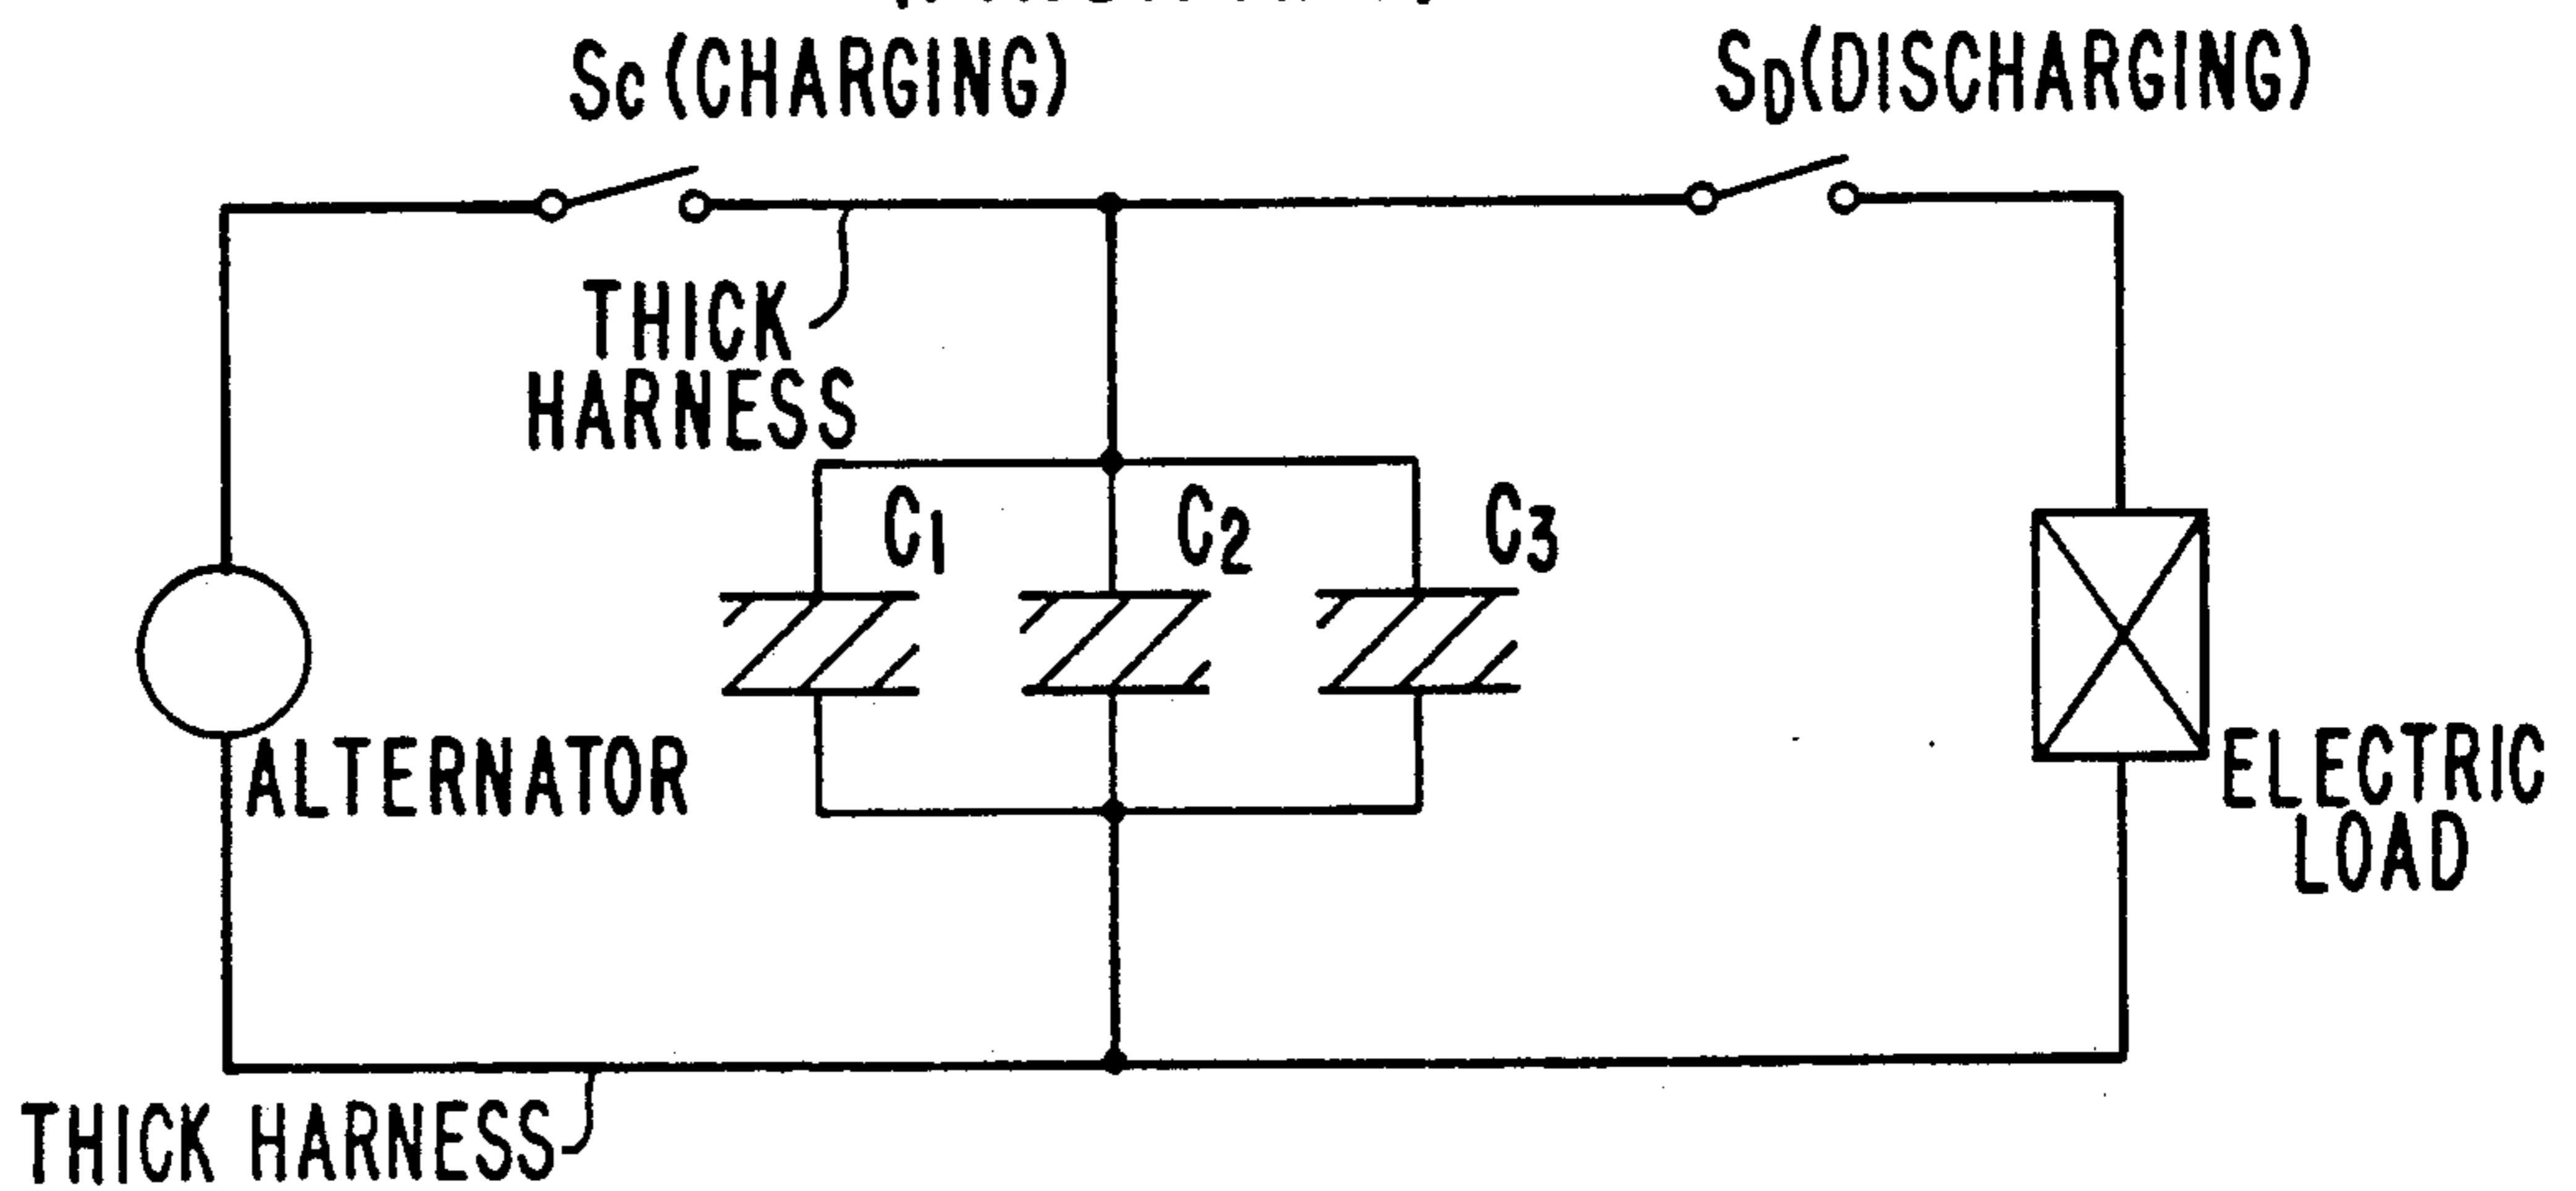 Sc (CHARGING)
SD (DISCHARGING)
THICK
HARNESS
C1
C2
C3
ALTERNATOR
ELECTRIC
LOAD
THICK HARNESS